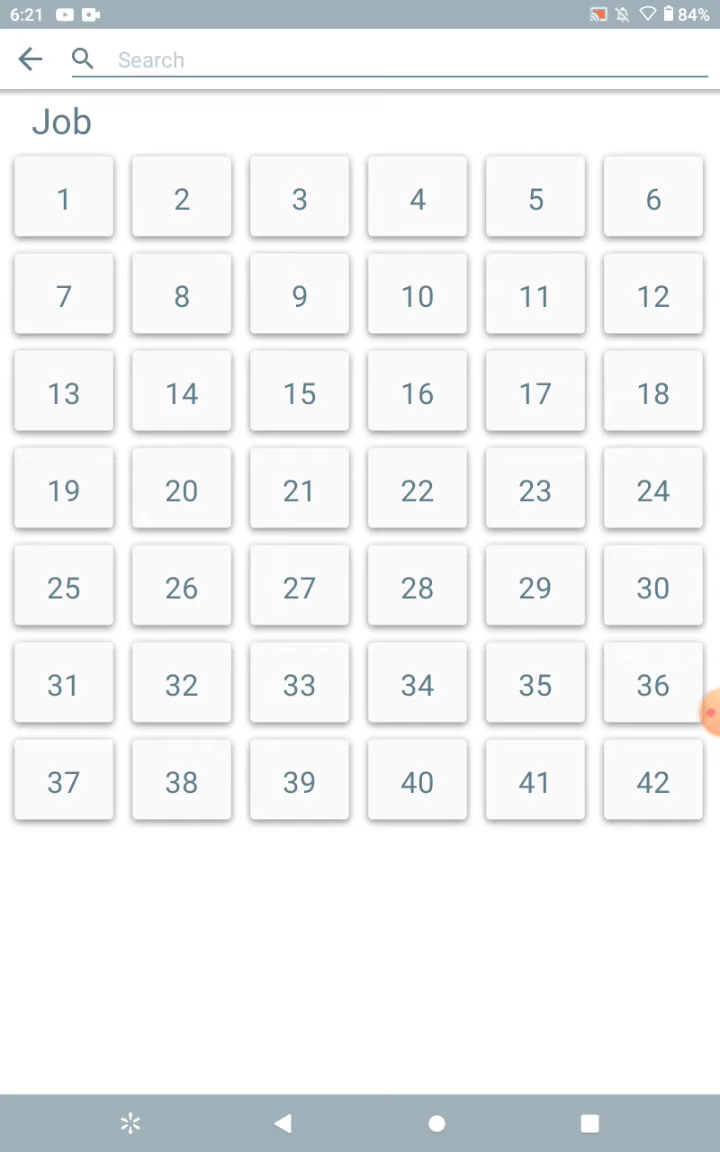 6:21 84%
Search
Job
1 2 3 4 5 6
7 8 9 10 11 12
13 14 15 16 17 18
19 20 21 22 23 24
25 26 27 28 29 30
31 32 33 34 35 36
37 38 39 40 41 42